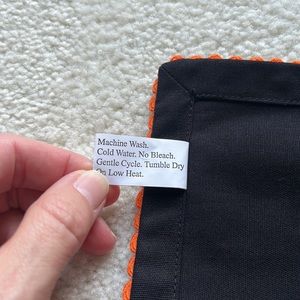 Machine Wash.
Cold Water. No Bleach.
Gentle Cycle. Tumble Dry
On Low Heat.